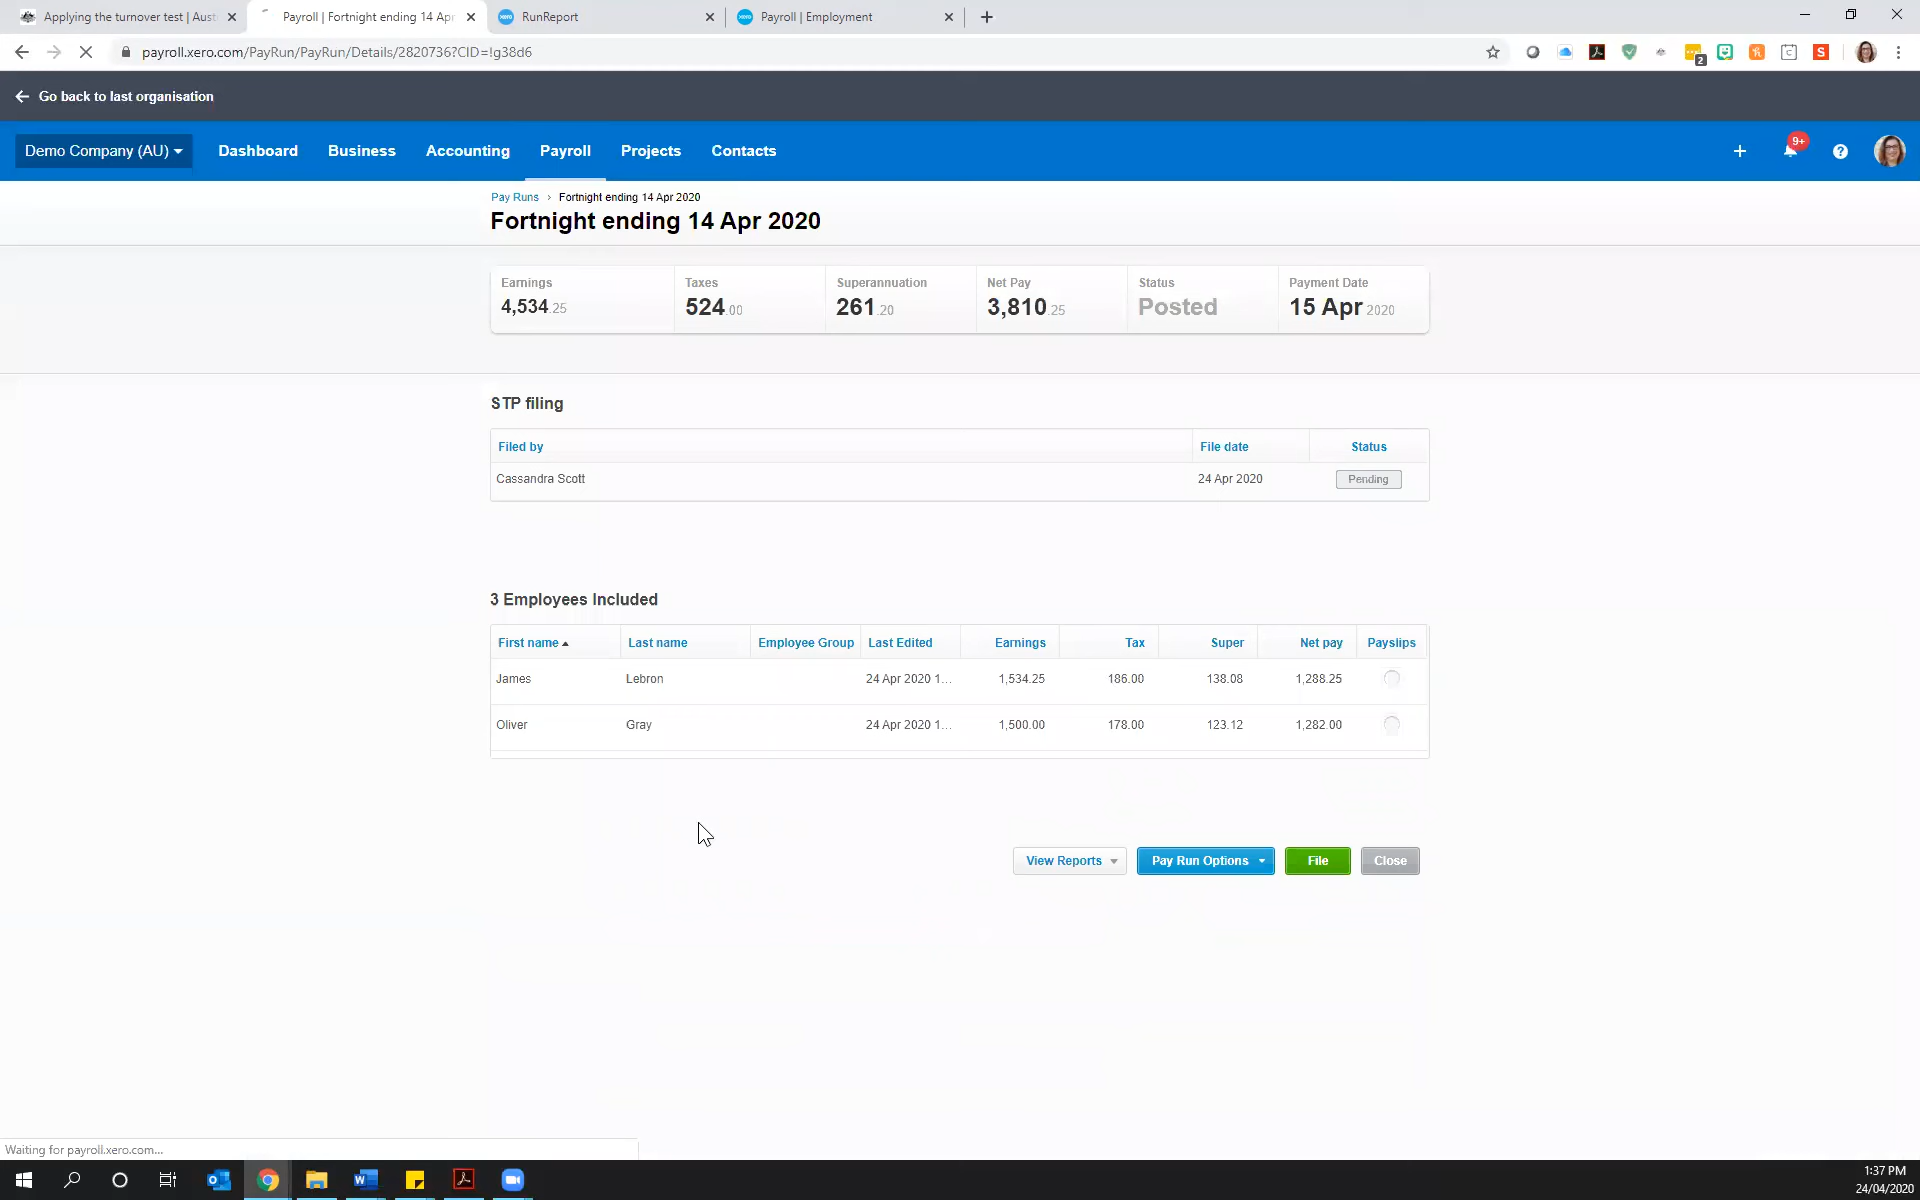 Applying the turnover test | Aust
Payroll | Fortnight ending 14 Apr
RunReport
Payroll | Employment
payroll.xero.com/PayRun/PayRun/Details/2820736?CID=!g38d6
2
Go back to last organisation
Demo Company (AU)
Dashboard
Business
Accounting
Payroll
Projects
Contacts
9+
Pay Runs › Fortnight ending 14 Apr 2020
Fortnight ending 14 Apr 2020
Earnings
4,534.25
Taxes
524.00
Superannuation
261.20
Net Pay
3,810.25
Status
Posted
Payment Date
15 Apr 2020
STP filing
Filed by File date Status
Cassandra Scott 24 Apr 2020 Pending
3 Employees Included
First name Last name Employee Group Last Edited Earnings Tax Super Net pay Payslips
James Lebron 24 Apr 2020 1... 1,534.25 186.00 138.08 1,288.25
Oliver Gray 24 Apr 2020 1... 1,500.00 178.00 123.12 1,282.00
View Reports
Pay Run Options
File
Close
Waiting for payroll.xero.com...
1:37 PM
24/04/2020